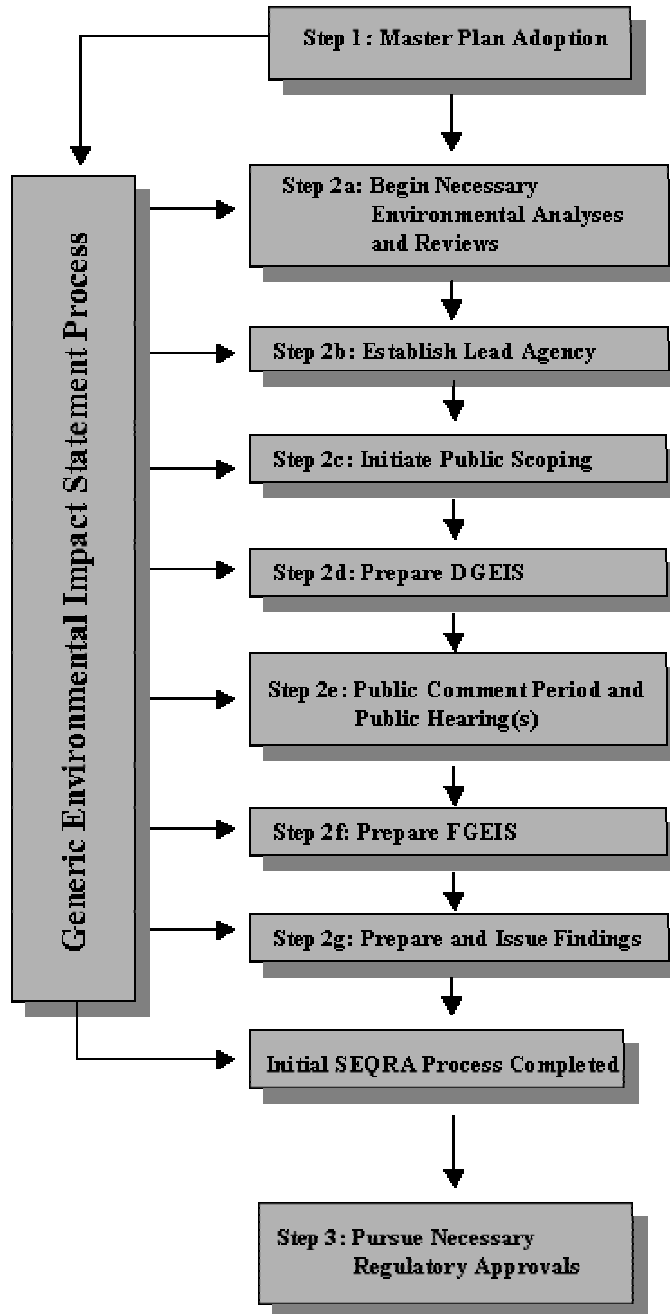 Step 1: Master Plan Adoption
Generic Environmental Impact Statement Process
Step 2a: Begin Necessary
Environmental Analyses
and Reviews
Step 2b: Establish Lead Agency
Step 2c: Initiate Public Scoping
Step 2d: Prepare DGEIS
Step 2e: Public Comment Period and
Public Hearing(s)
Step 2f: Prepare FGEIS
Step 2g: Prepare and Issue Findings
Initial SEQRA Process Completed
Step 3: Pursue Necessary
Regulatory Approvals